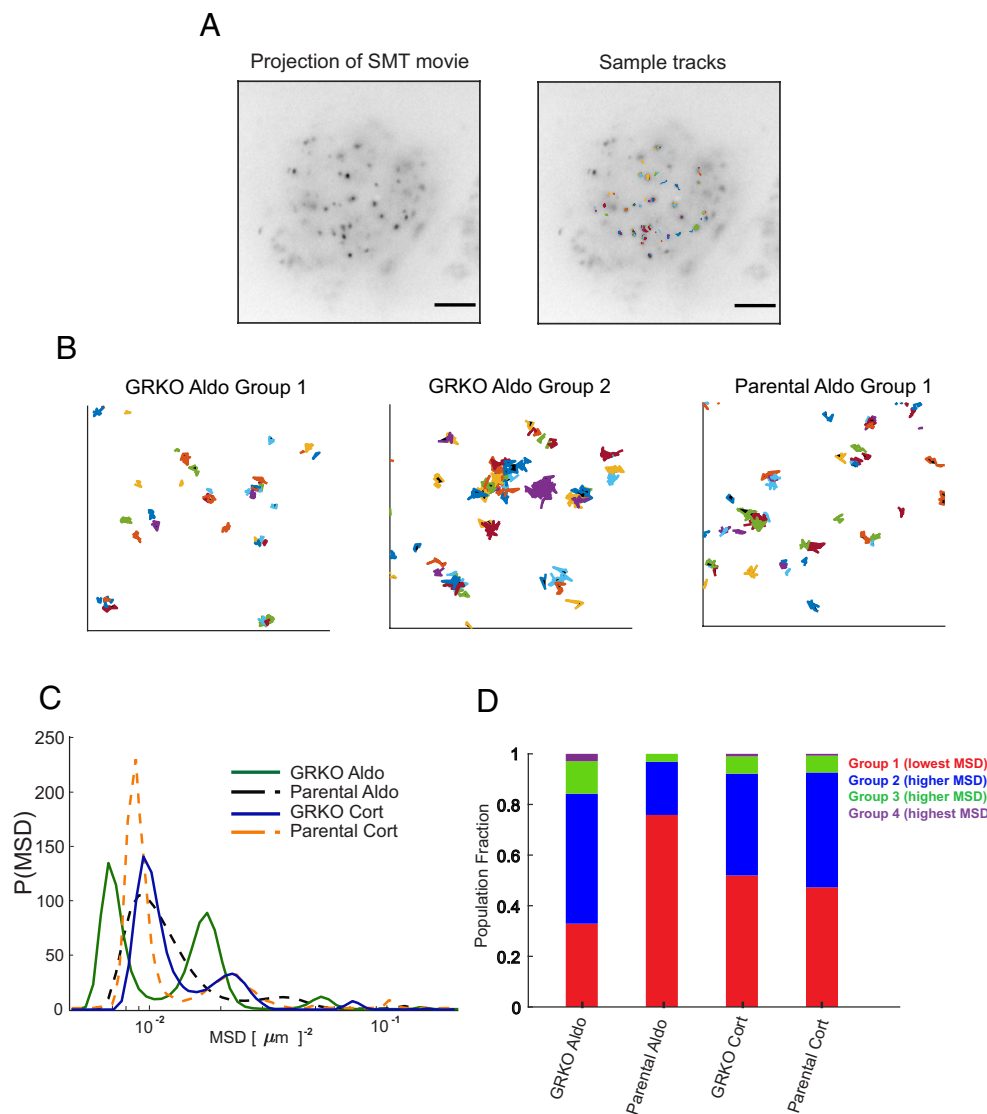 A
Projection of SMT movie
Sample tracks
B
GRKO Aldo Group 1
GRKO Aldo Group 2
Parental Aldo Group 1
C
250
200
150
100
50
0
P(MSD)
10-2
10-1
MSD [ μm ]-2
GRKO Aldo
Parental Aldo
GRKO Cort
Parental Cort
D
1
0.8
0.6
0.4
0.2
0
Population Fraction
GRKO Aldo
Parental Aldo
GRKO Cort
Parental Cort
Group 1 (lowest MSD)
Group 2 (higher MSD)
Group 3 (higher MSD)
Group 4 (highest MSD